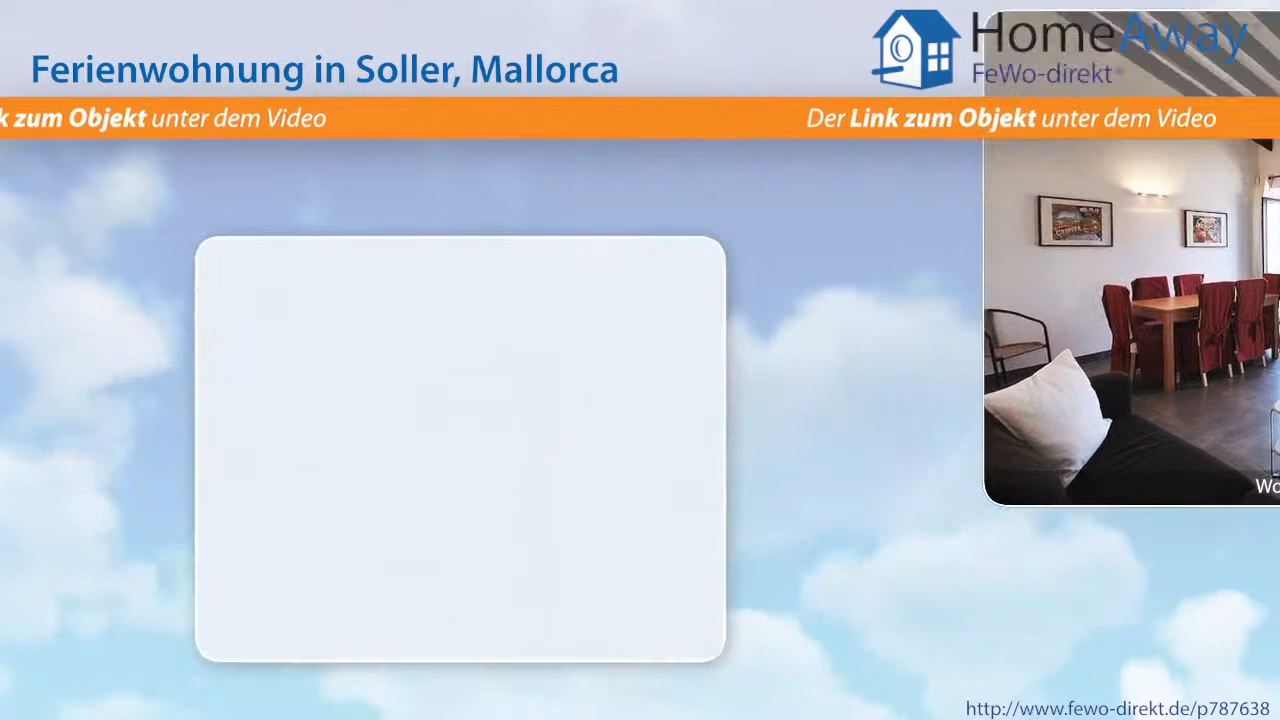 Ferienwohnung in Soller, Mallorca
HomeAway
FeWo-direkt®
k zum Objekt unter dem Video
Der Link zum Objekt unter dem Video
http://www.fewo-direkt.de/p787638